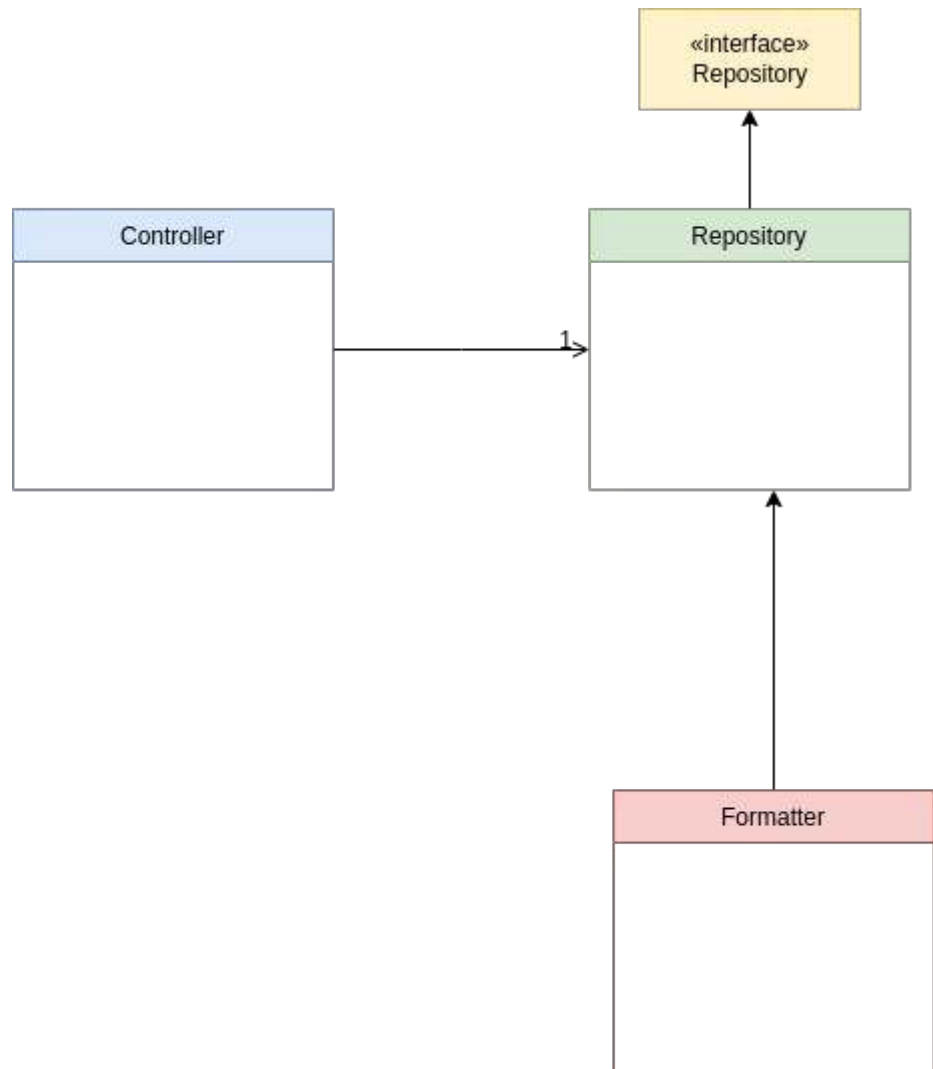 «interface»
Repository
Controller
Repository
1
Formatter